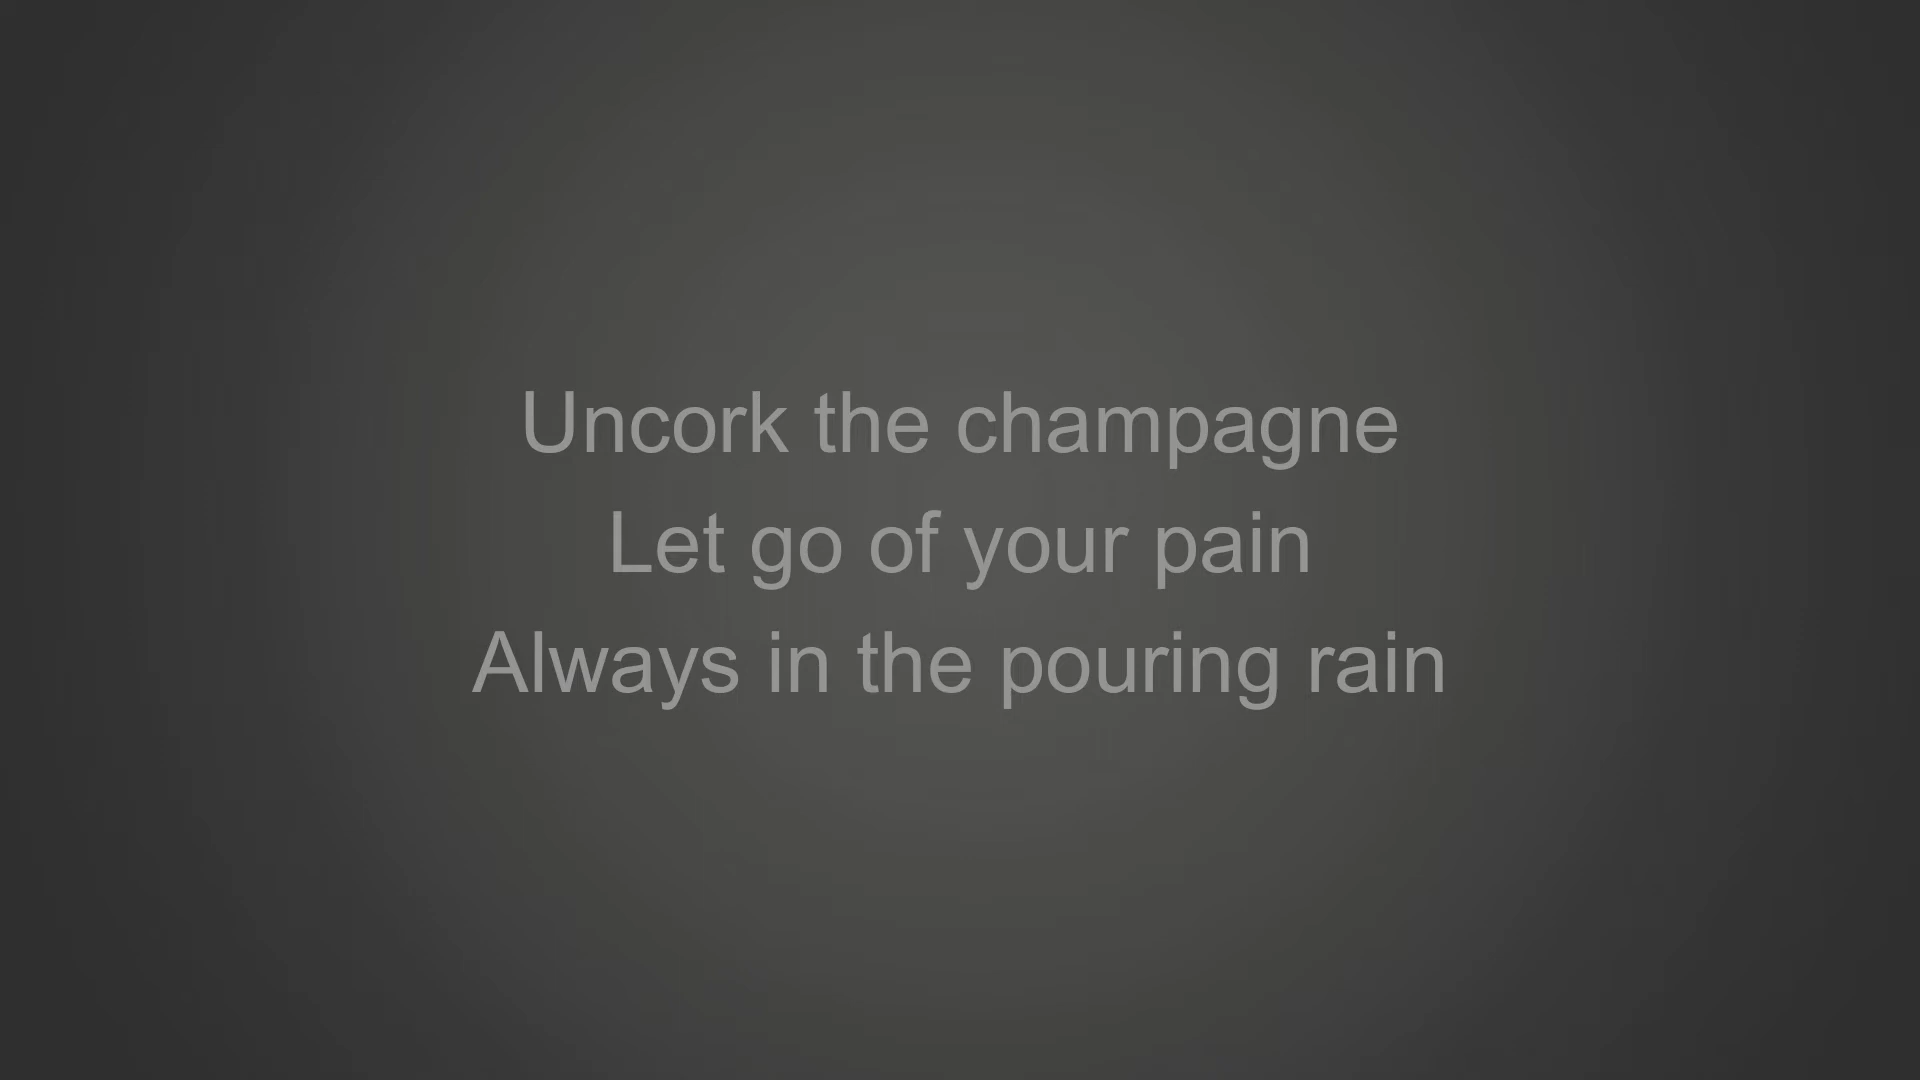 Uncork the champagne
Let go of your pain
Always in the pouring rain